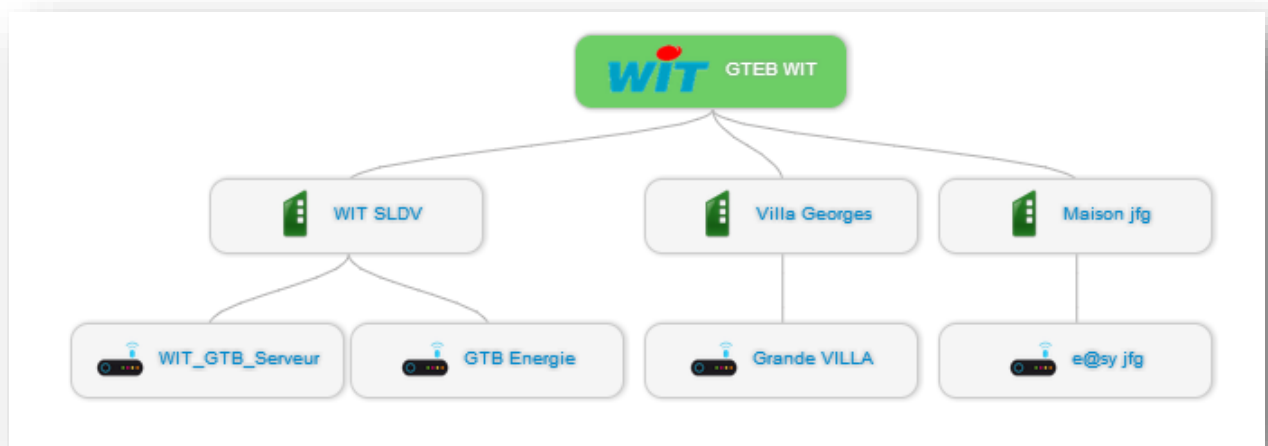 WIT GTEB WIT
WIT SLDV
Villa Georges
Maison jfg
WIT_GTB_Serveur
GTB Energie
Grande VILLA
e@sy jfg